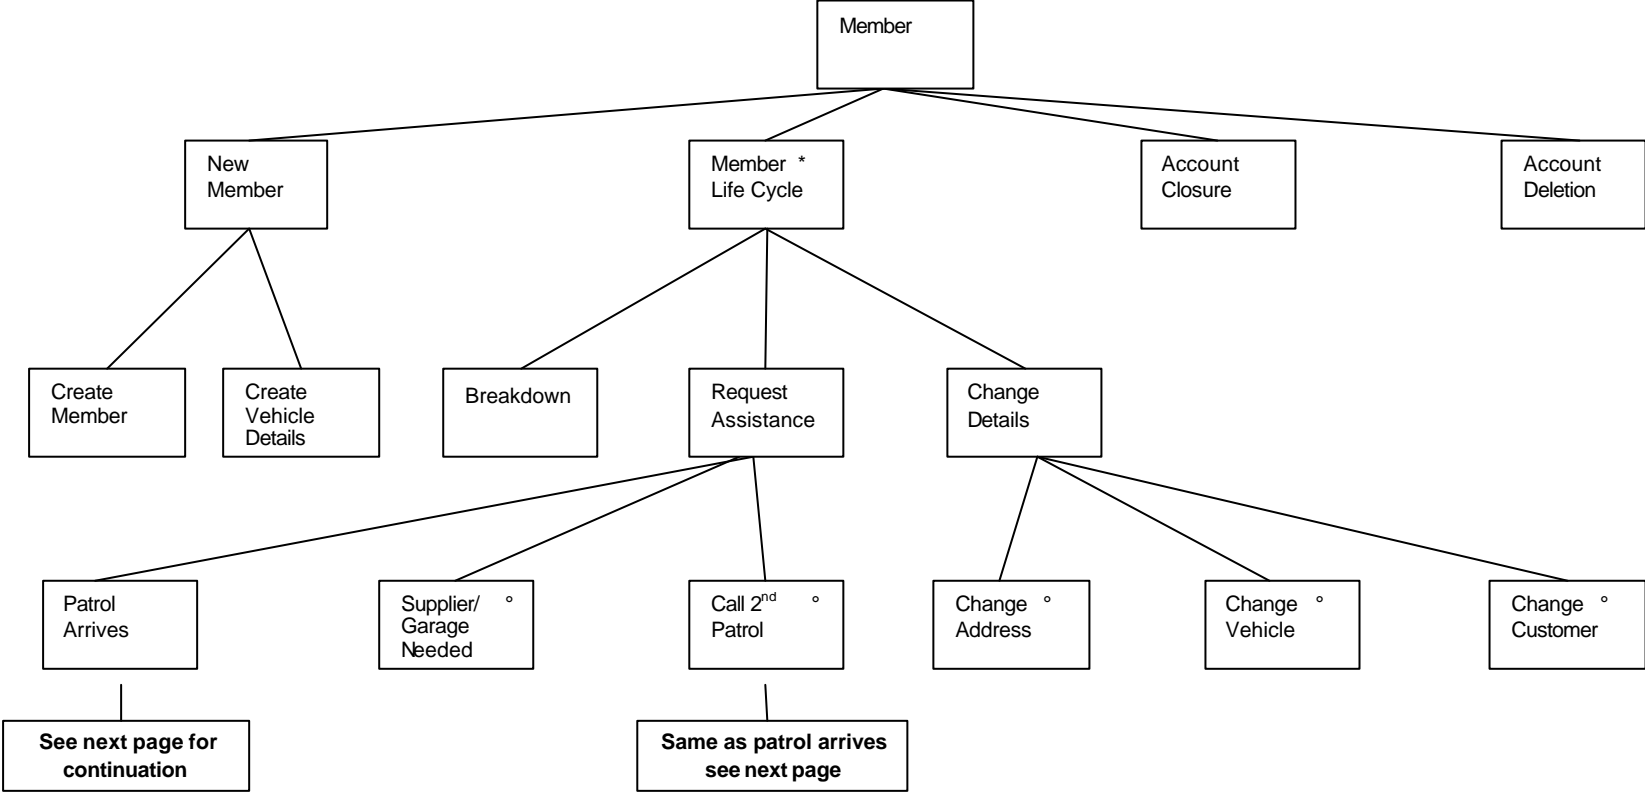 Member
New
Member
Member *
Life Cycle
Account
Closure
Account
Deletion
Create
Member
Create
Vehicle
Details
Breakdown
Request
Assistance
Change
Details
Patrol
Arrives
Supplier/ °
Garage
Needed
Call 2nd °
Patrol
Change °
Address
Change °
Vehicle
Change °
Customer
See next page for
continuation
Same as patrol arrives
see next page